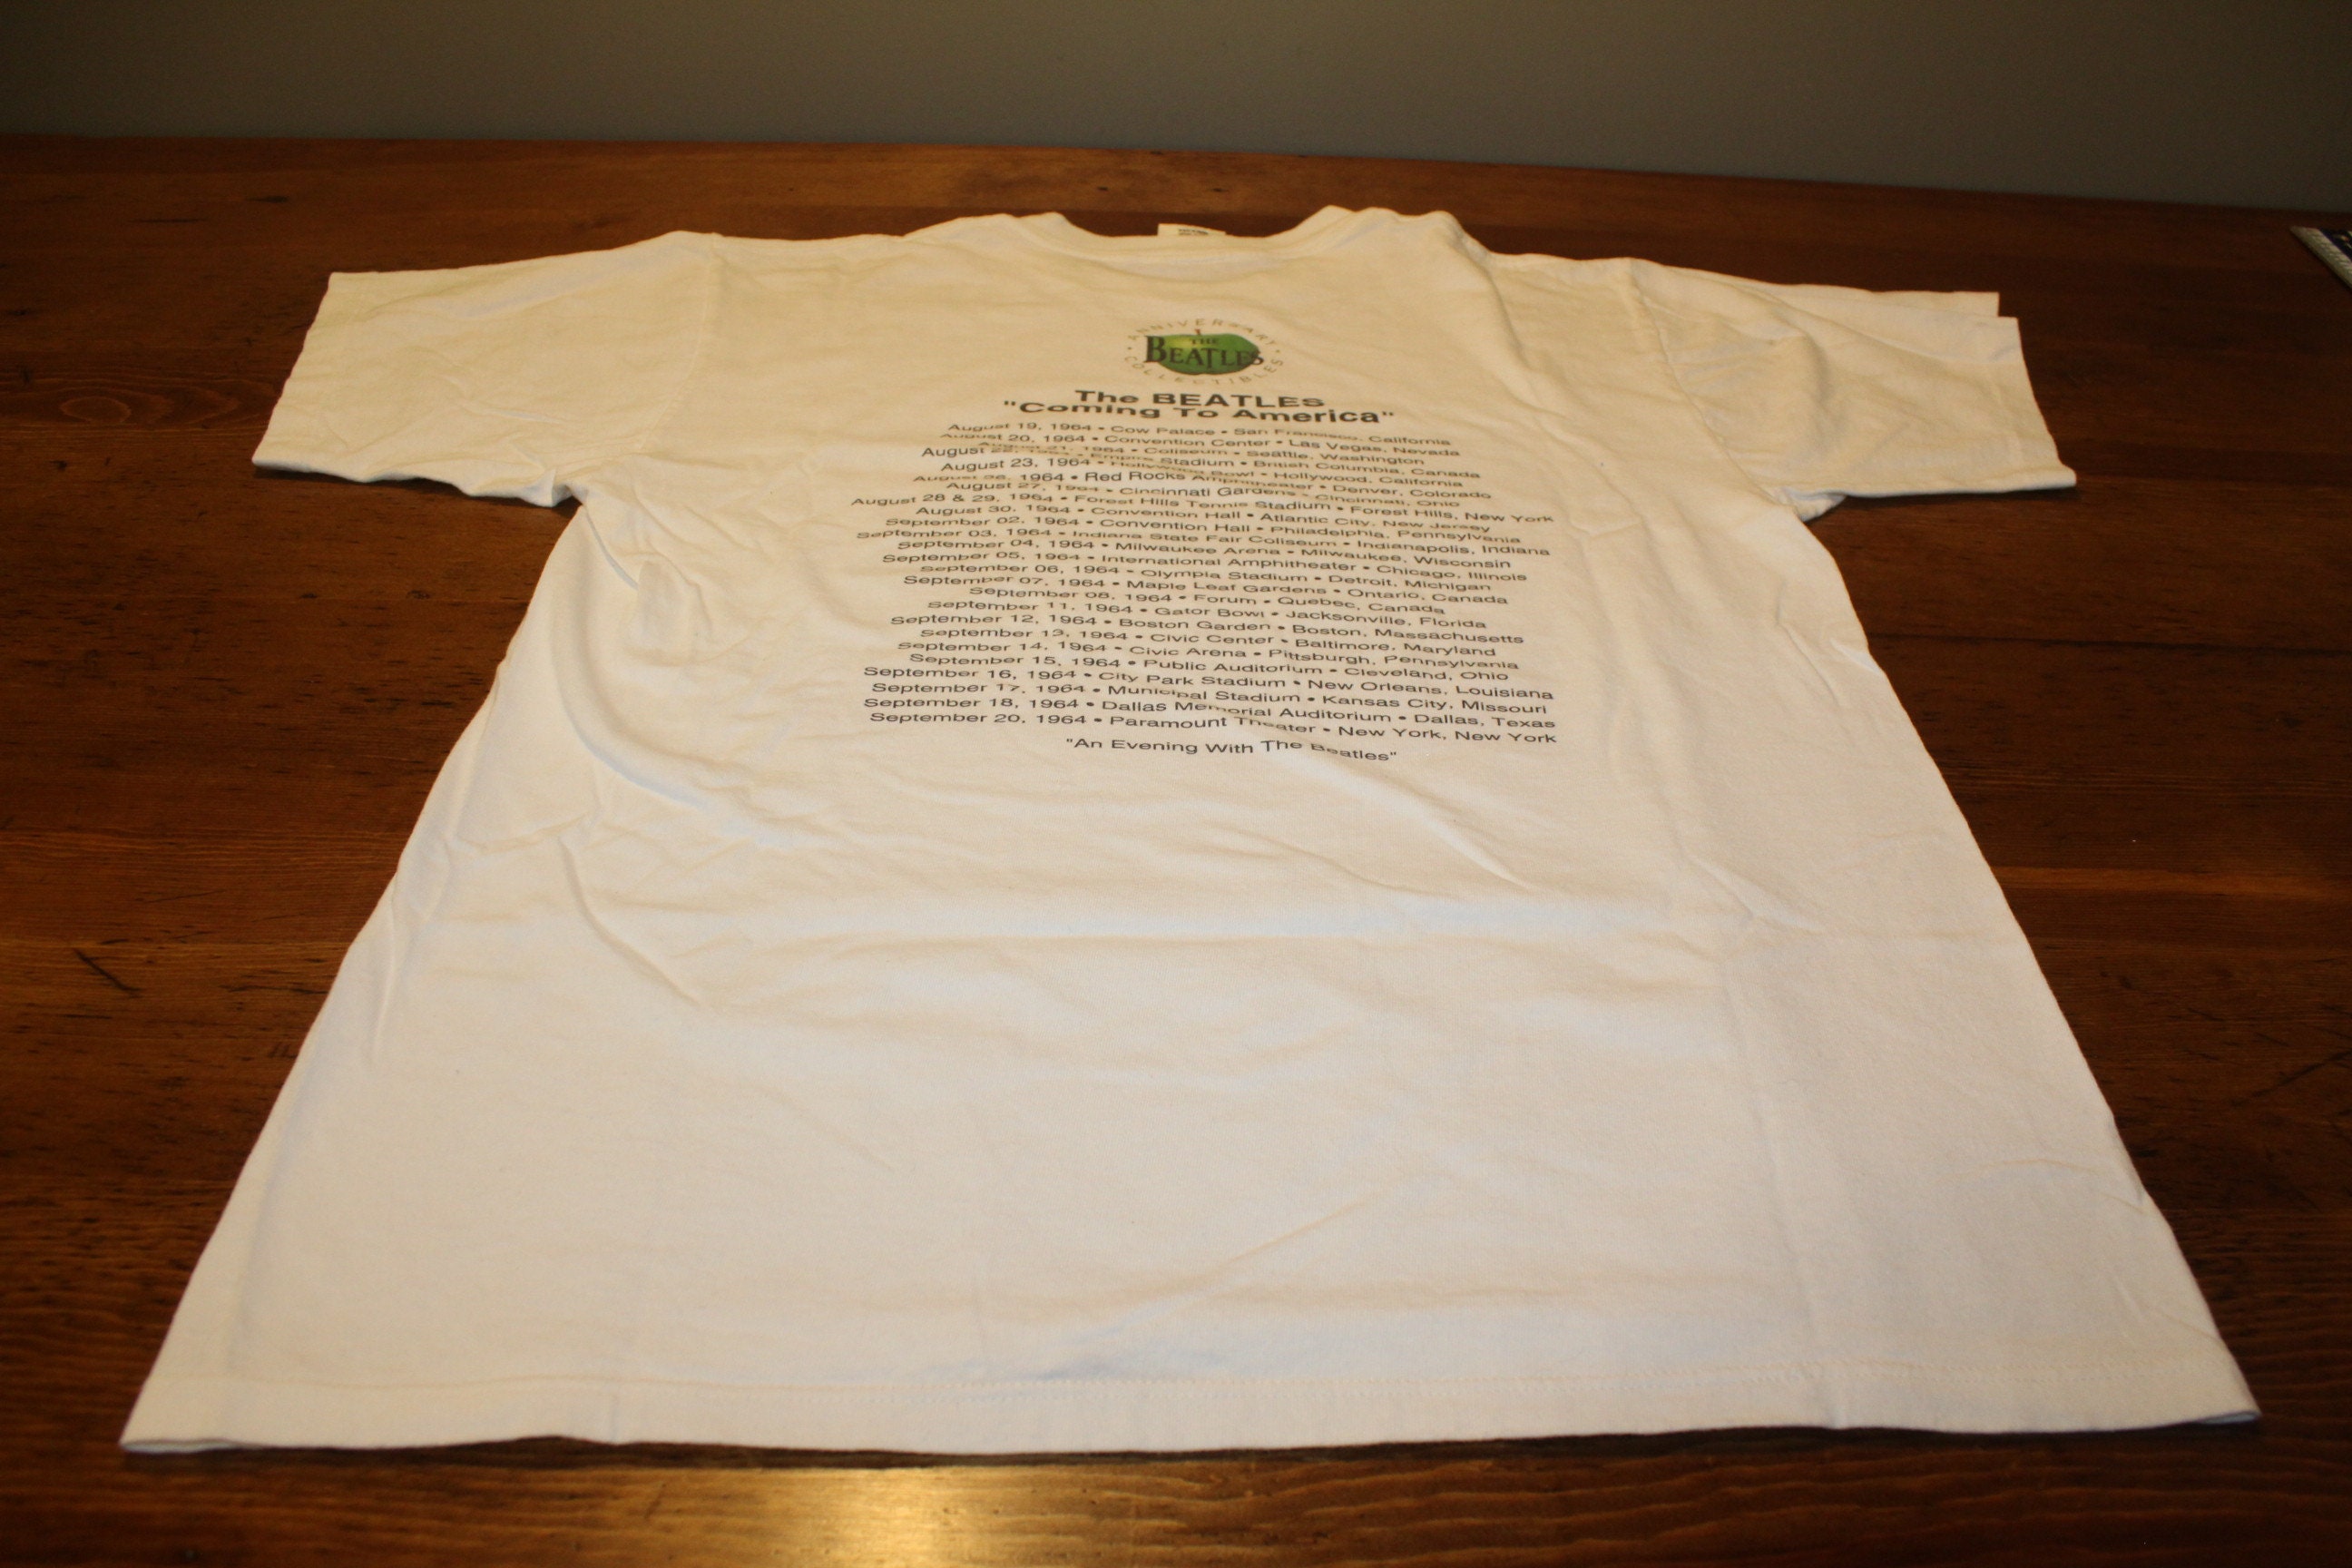 ANNIVERSARY
THE
BEATLES
COLLECTIBLES
The BEATLES
"Coming To America"
August 19, 1964 • Cow Palace • San Francisco, California
August 20, 1964 • Convention Center • Las Vegas, Nevada
August 21, 1964 • Coliseum • Seattle, Washington
August 22, 1964 • Empire Stadium • British Columbia, Canada
August 23, 1964 • Hollywood Bowl • Hollywood, California
August 26, 1964 • Red Rocks Amphitheater • Denver, Colorado
August 27, 1964 • Cincinnati Gardens • Cincinnati, Ohio
August 28 & 29, 1964 • Forest Hills Tennis Stadium • Forest Hills, New York
August 30, 1964 • Convention Hall • Atlantic City, New Jersey
September 02, 1964 • Convention Hall • Philadelphia, Pennsylvania
September 03, 1964 • Indiana State Fair Coliseum • Indianapolis, Indiana
September 04, 1964 • Milwaukee Arena • Milwaukee, Wisconsin
September 05, 1964 • International Amphitheater • Chicago, Illinois
September 06, 1964 • Olympia Stadium • Detroit, Michigan
September 07, 1964 • Maple Leaf Gardens • Ontario, Canada
September 08, 1964 • Forum • Quebec, Canada
September 11, 1964 • Gator Bowl • Jacksonville, Florida
September 12, 1964 • Boston Garden • Boston, Massachusetts
September 13, 1964 • Civic Center • Baltimore, Maryland
September 14, 1964 • Civic Arena • Pittsburgh, Pennsylvania
September 15, 1964 • Public Auditorium • Cleveland, Ohio
September 16, 1964 • City Park Stadium • New Orleans, Louisiana
September 17, 1964 • Municipal Stadium • Kansas City, Missouri
September 18, 1964 • Dallas Memorial Auditorium • Dallas, Texas
September 20, 1964 • Paramount Theater • New York, New York
"An Evening With The Beatles"